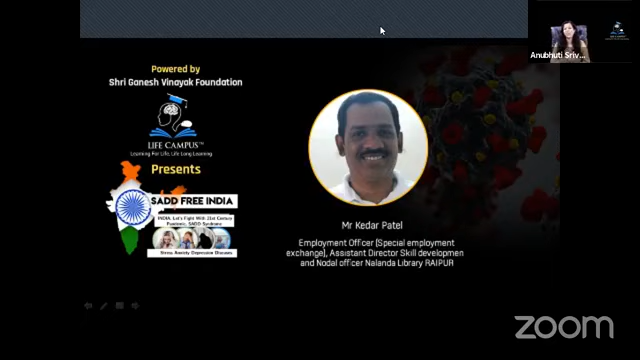 Powered by
Shri Ganesh Vinayak Foundation
LIFE CAMPUS™
Learning For Life, Life Long Learning
Presents
SADD FREE INDIA
INDIA, Let's Fight With 21st Century
Pandemic, SADD Syndrome
Stress Anxiety Depression Diseases
Mr Kedar Patel
Employment Officer (Special employment
exchange), Assistant Director Skill developmen
and Nodal officer Nalanda Library RAIPUR
Anubhuti Sriv...
zoom